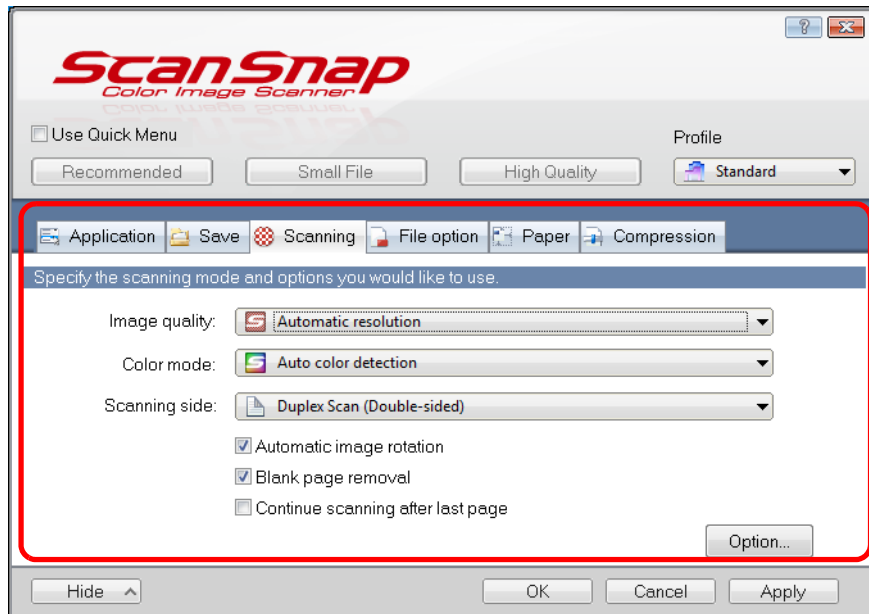 ScanSnap
Color Image Scanner
Use Quick Menu
Profile
Recommended Small File High Quality Standard
Application Save Scanning File option Paper Compression
Specify the scanning mode and options you would like to use.
Image quality: Automatic resolution
Color mode: Auto color detection
Scanning side: Duplex Scan (Double-sided)
Automatic image rotation
Blank page removal
Continue scanning after last page
Option...
Hide OK Cancel Apply